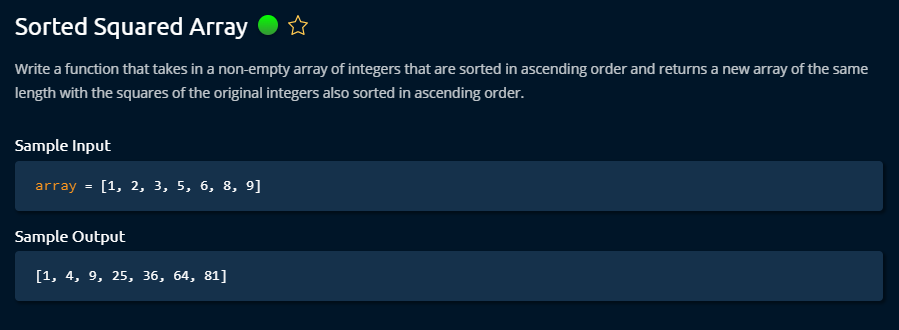 Sorted Squared Array
Write a function that takes in a non-empty array of integers that are sorted in ascending order and returns a new array of the same
length with the squares of the original integers also sorted in ascending order.
Sample Input
array = [1, 2, 3, 5, 6, 8, 9]
Sample Output
[1, 4, 9, 25, 36, 64, 81]